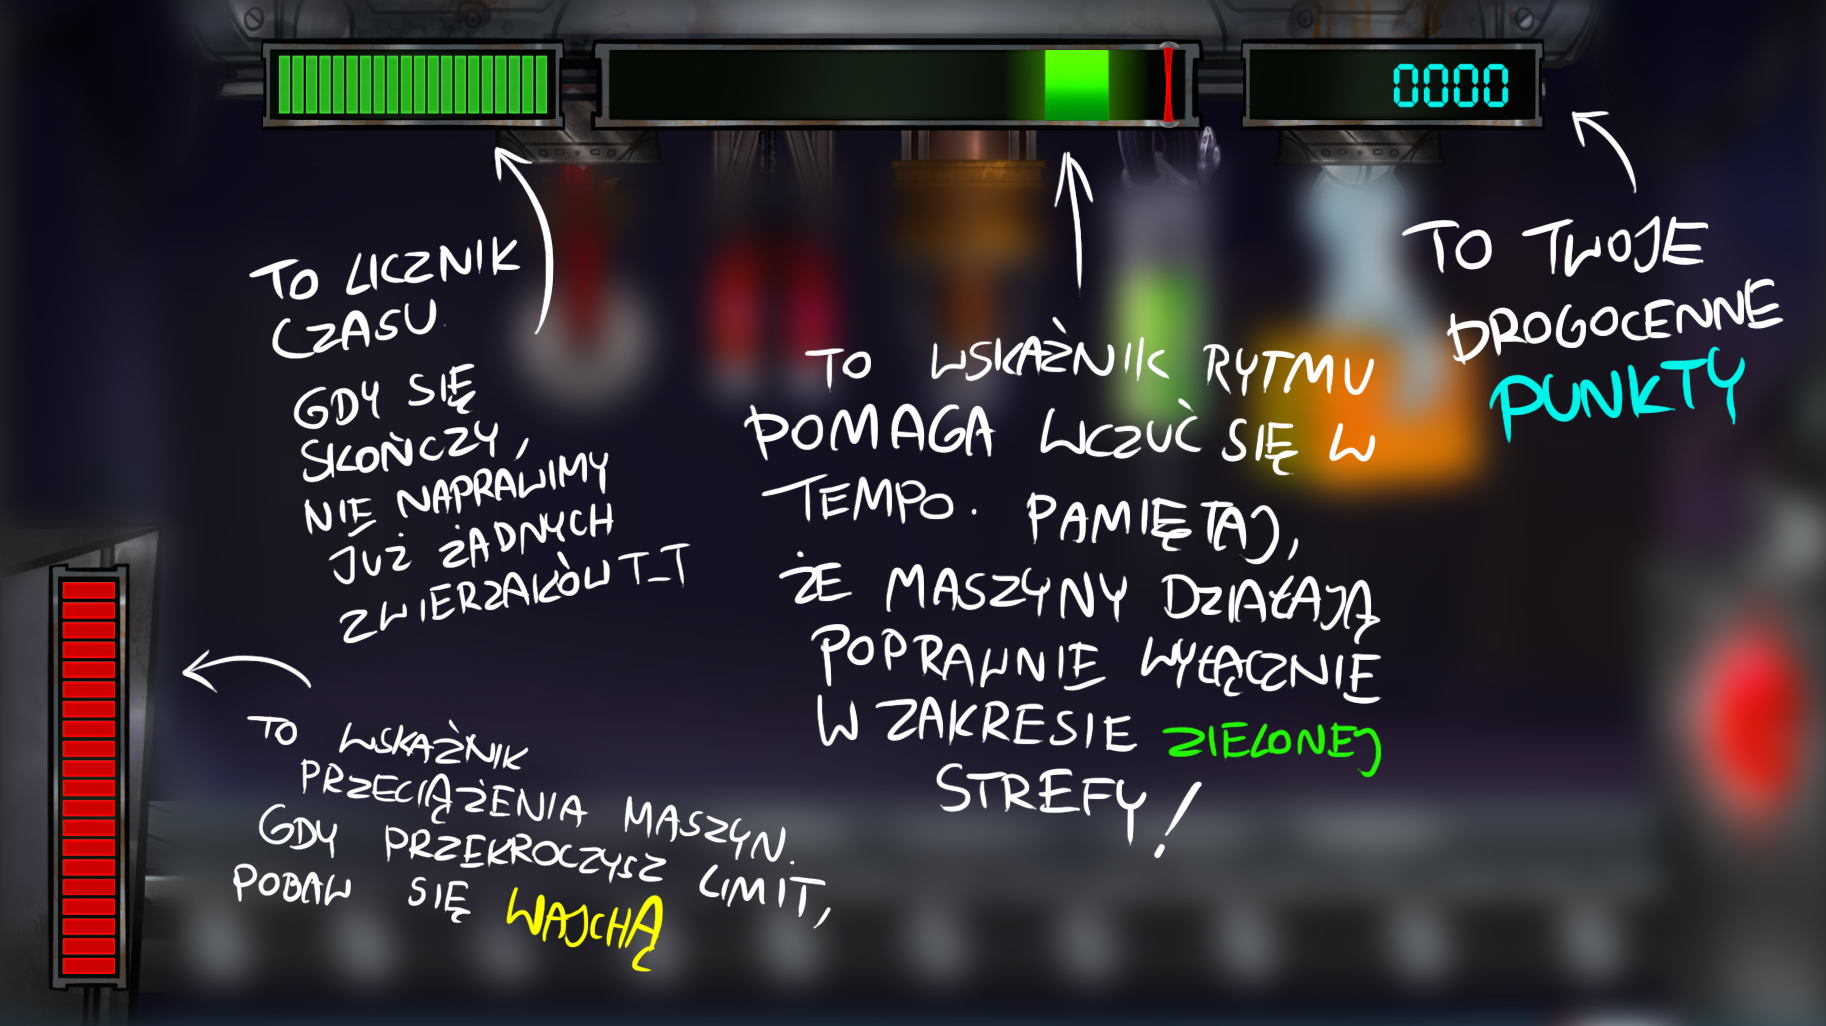 0000
TO LICZNIK
CZASU.
GDY SIĘ
SKOŃCZY,
NIE NAPRAWIMY
JUŻ ŻADNYCH
ZWIERZAKÓW T_T
TO WSKAŹNIK RYTMU
POMAGA WCZUĆ SIĘ W
TEMPO. PAMIĘTAJ,
ŻE MASZYNY DZIAŁAJĄ
POPRAWNIE WYŁĄCZNIE
W ZAKRESIE ZIELONEJ
STREFY!
TO TWOJE
DROGOCENNE
PUNKTY
TO WSKAŹNIK
PRZECIĄŻENIA MASZYN.
GDY PRZEKROCZYSZ LIMIT,
POBAW SIĘ WAJCHĄ